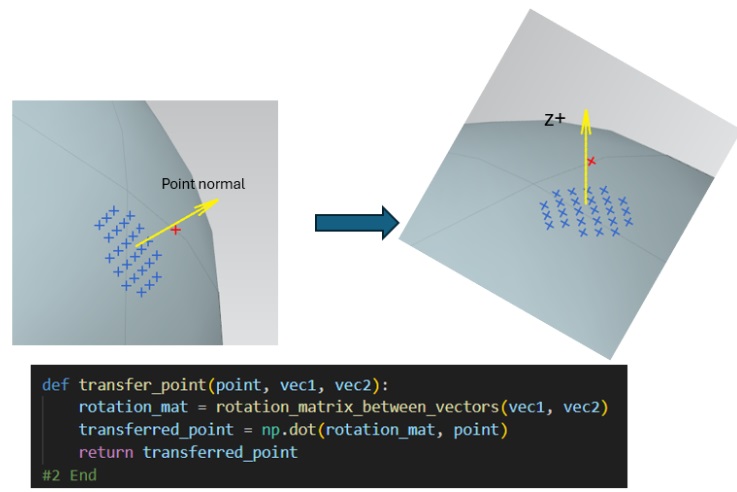 Point normal
z+
def transfer_point(point, vec1, vec2):
    rotation_mat = rotation_matrix_between_vectors(vec1, vec2)
    transferred_point = np.dot(rotation_mat, point)
    return transferred_point
#2 End